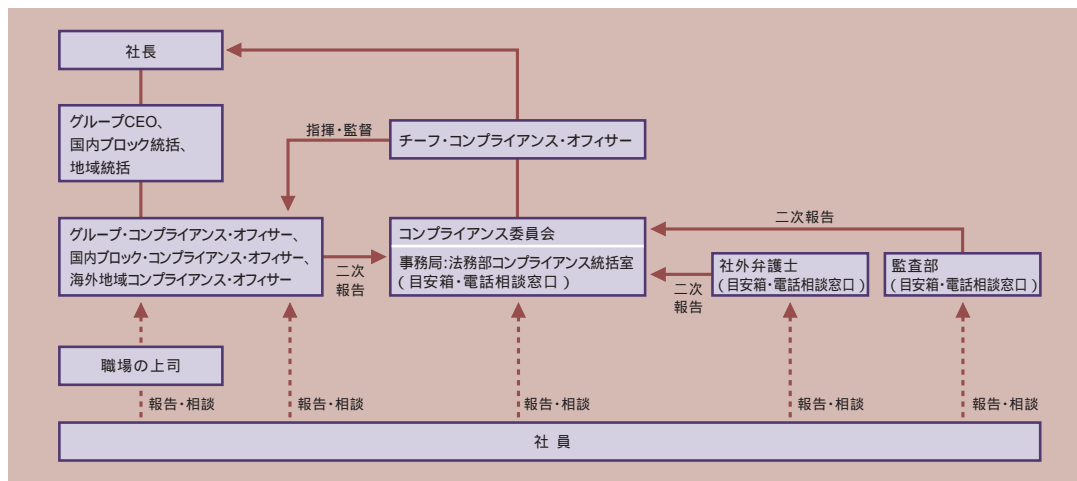 社長
グループCEO、
国内ブロック統括、
地域統括
指揮・監督
チーフ・コンプライアンス・オフィサー
グループ・コンプライアンス・オフィサー、
国内ブロック・コンプライアンス・オフィサー、
海外地域コンプライアンス・オフィサー
二次
報告
コンプライアンス委員会
事務局:法務部コンプライアンス統括室
(目安箱・電話相談窓口)
二次報告
二次
報告
社外弁護士
(目安箱・電話相談窓口)
監査部
(目安箱・電話相談窓口)
職場の上司
報告・相談
報告・相談
報告・相談
報告・相談
報告・相談
社員